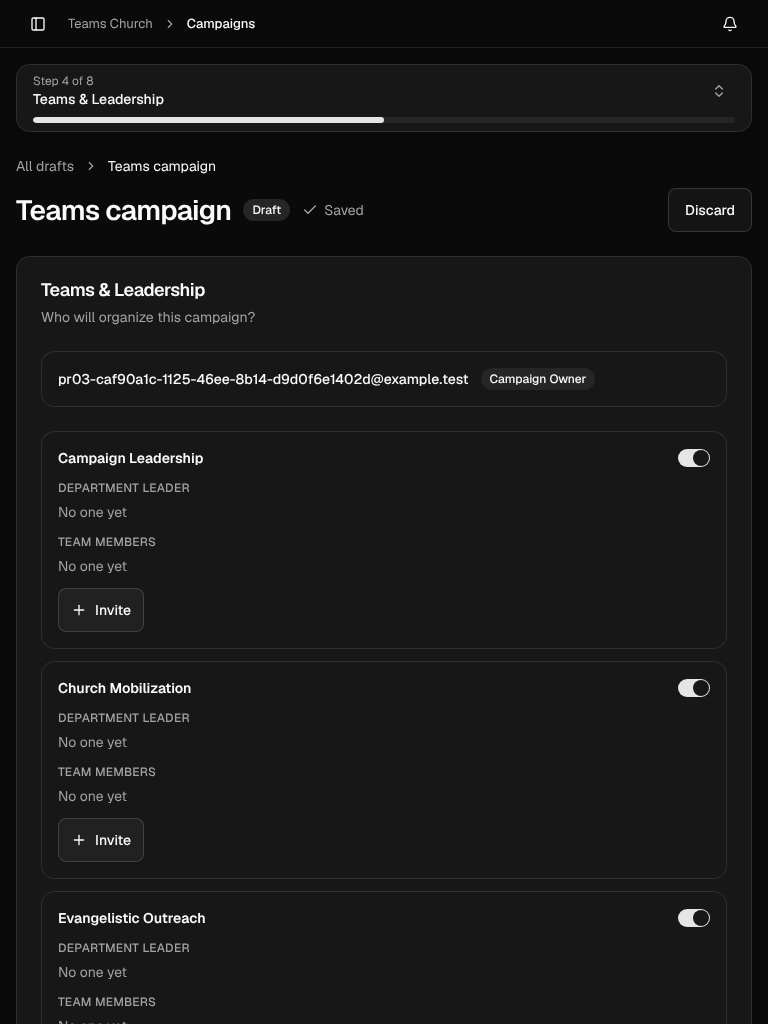 Teams Church > Campaigns
Step 4 of 8
Teams & Leadership
All drafts > Teams campaign
Teams campaign Draft Saved Discard
Teams & Leadership
Who will organize this campaign?
pr03-caf90a1c-1125-46ee-8b14-d9d0f6e1402d@example.test Campaign Owner
Campaign Leadership
DEPARTMENT LEADER
No one yet
TEAM MEMBERS
No one yet
+ Invite
Church Mobilization
DEPARTMENT LEADER
No one yet
TEAM MEMBERS
No one yet
+ Invite
Evangelistic Outreach
DEPARTMENT LEADER
No one yet
TEAM MEMBERS